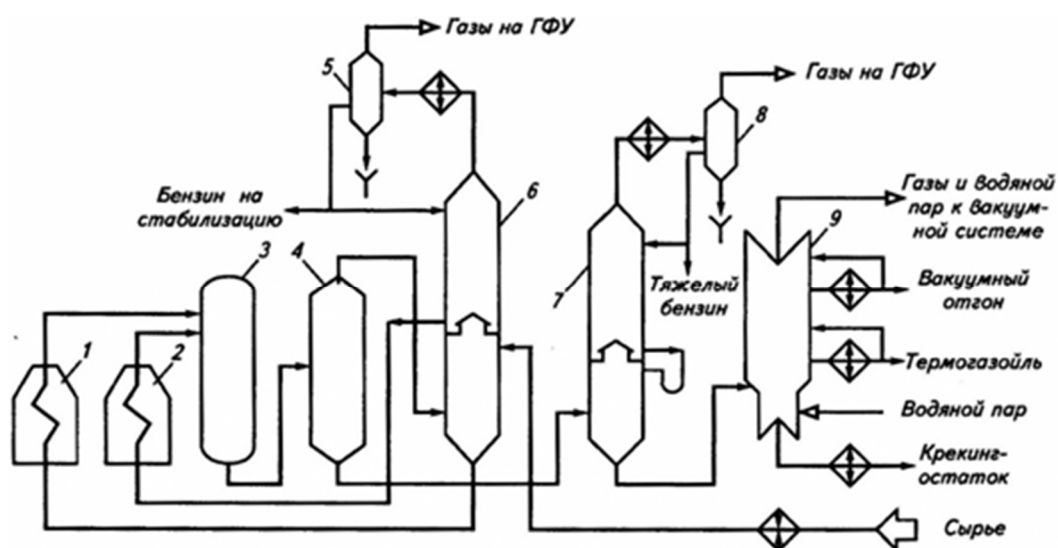 Газы на ГФУ
5
Газы на ГФУ
8
Бензин на
стабилизацию
6
Газы и водяной
пар к вакуум-
ной системе
9
3
4
7
Тяжелый
бензин
Вакуумный
отгон
1
2
Термогазойль
Водяной пар
Крекинг-
остаток
Сырье